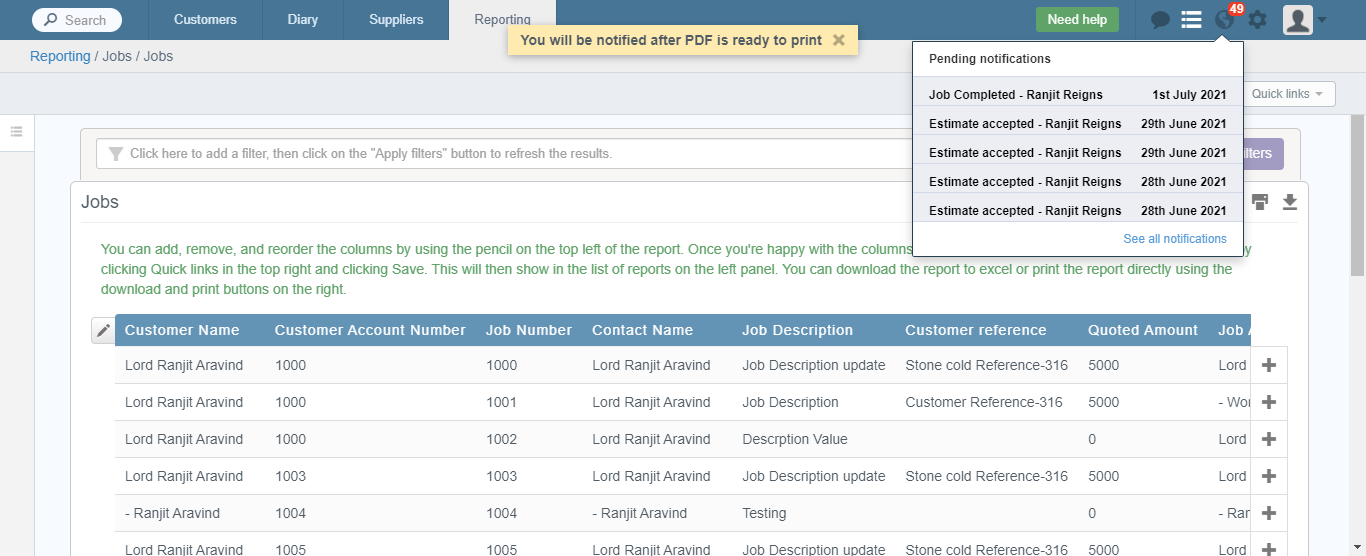 Search
Customers
Diary
Suppliers
Reporting
Need help
49
You will be notified after PDF is ready to print
Reporting / Jobs / Jobs
Pending notifications
Job Completed - Ranjit Reigns 1st July 2021
Estimate accepted - Ranjit Reigns 29th June 2021
Estimate accepted - Ranjit Reigns 29th June 2021
Estimate accepted - Ranjit Reigns 28th June 2021
Estimate accepted - Ranjit Reigns 28th June 2021
See all notifications
Quick links
Click here to add a filter, then click on the "Apply filters" button to refresh the results.
Jobs
You can add, remove, and reorder the columns by using the pencil on the top left of the report. Once you're happy with the columns
clicking Quick links in the top right and clicking Save. This will then show in the list of reports on the left panel. You can download the report to excel or print the report directly using the
download and print buttons on the right.
Customer Name Customer Account Number Job Number Contact Name Job Description Customer reference Quoted Amount Job
Lord Ranjit Aravind 1000 1000 Lord Ranjit Aravind Job Description update Stone cold Reference-316 5000 Lord
Lord Ranjit Aravind 1000 1001 Lord Ranjit Aravind Job Description Customer Reference-316 5000 - Wor
Lord Ranjit Aravind 1000 1002 Lord Ranjit Aravind Descrption Value 0 Lord
Lord Ranjit Aravind 1003 1003 Lord Ranjit Aravind Job Description update Stone cold Reference-316 5000 Lord
- Ranjit Aravind 1004 1004 - Ranjit Aravind Testing 0 - Ran
Lord Ranjit Aravind 1005 1005 Lord Ranjit Aravind Job Description update Stone cold Reference-316 5000 Lord